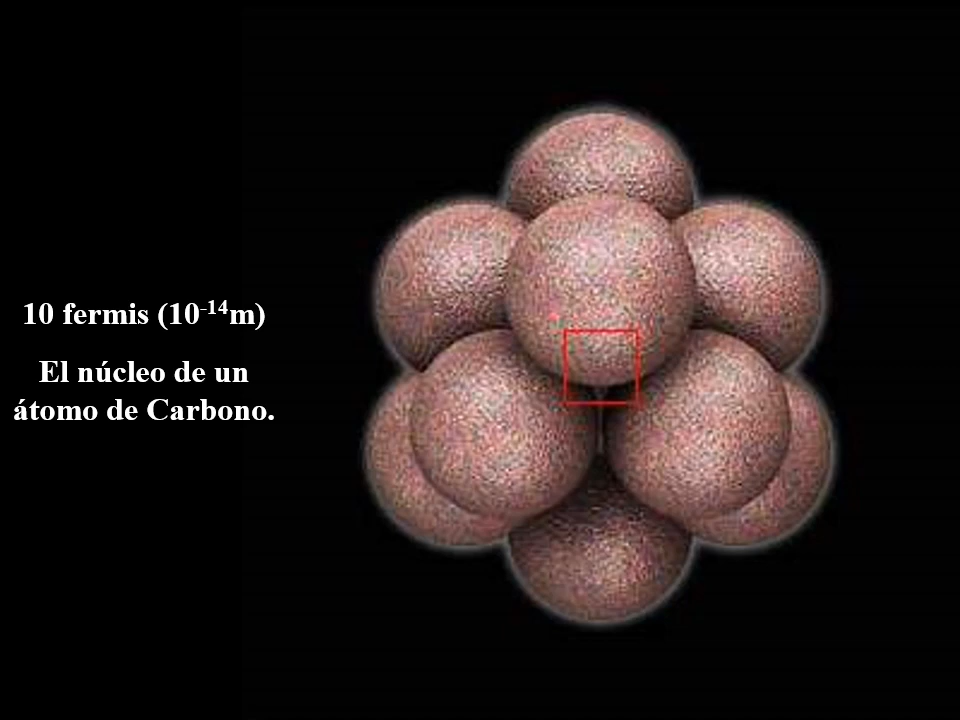 10 fermis (10⁻¹⁴m)
El núcleo de un
átomo de Carbono.